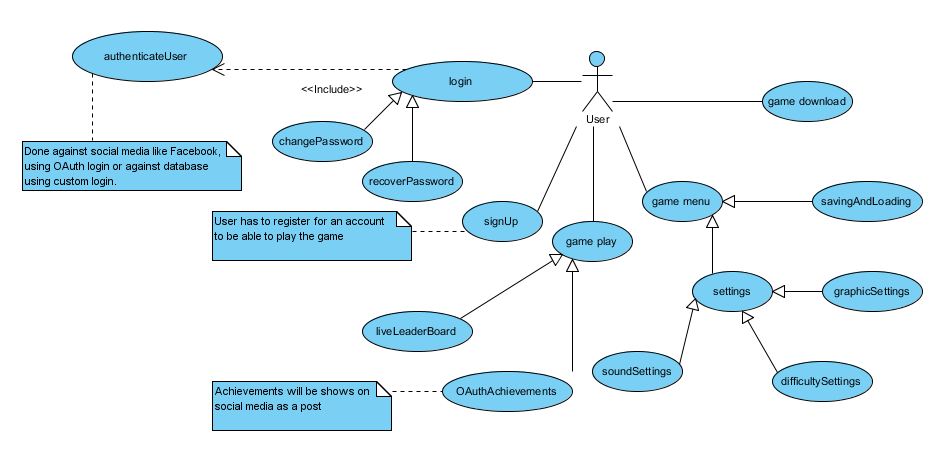 authenticateUser
login
<<Include>>
game download
User
changePassword
Done against social media like Facebook,
using OAuth login or against database
using custom login.
recoverPassword
game menu
savingAndLoading
User has to register for an account
to be able to play the game
signUp
game play
settings
graphicSettings
liveLeaderBoard
soundSettings
difficultySettings
Achievements will be shows on
social media as a post
OAuthAchievements